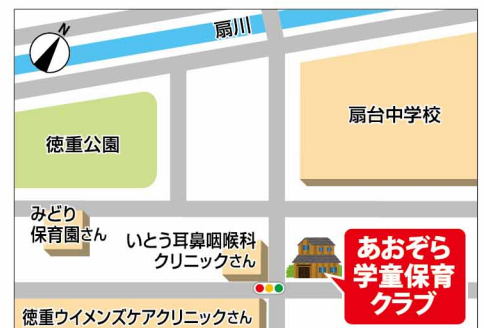 N
扇川
扇台中学校
徳重公園
みどり
保育園さん
いとう耳鼻咽喉科
クリニックさん
あおぞら
学童保育
クラブ
徳重ウイメンズケアクリニックさん